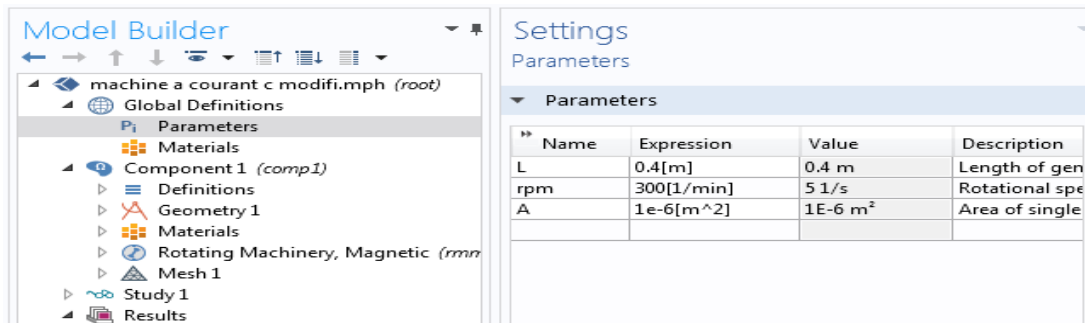 Model Builder
machine a courant c modifi.mph (root)
Global Definitions
Pi Parameters
Materials
Component 1 (comp1)
Definitions
Geometry 1
Materials
Rotating Machinery, Magnetic (rmm
Mesh 1
Study 1
Results
Settings
Parameters
Parameters
Name Expression Value Description
L 0.4[m] 0.4 m Length of gen
rpm 300[1/min] 5 1/s Rotational spe
A 1e-6[m^2] 1E-6 m² Area of single